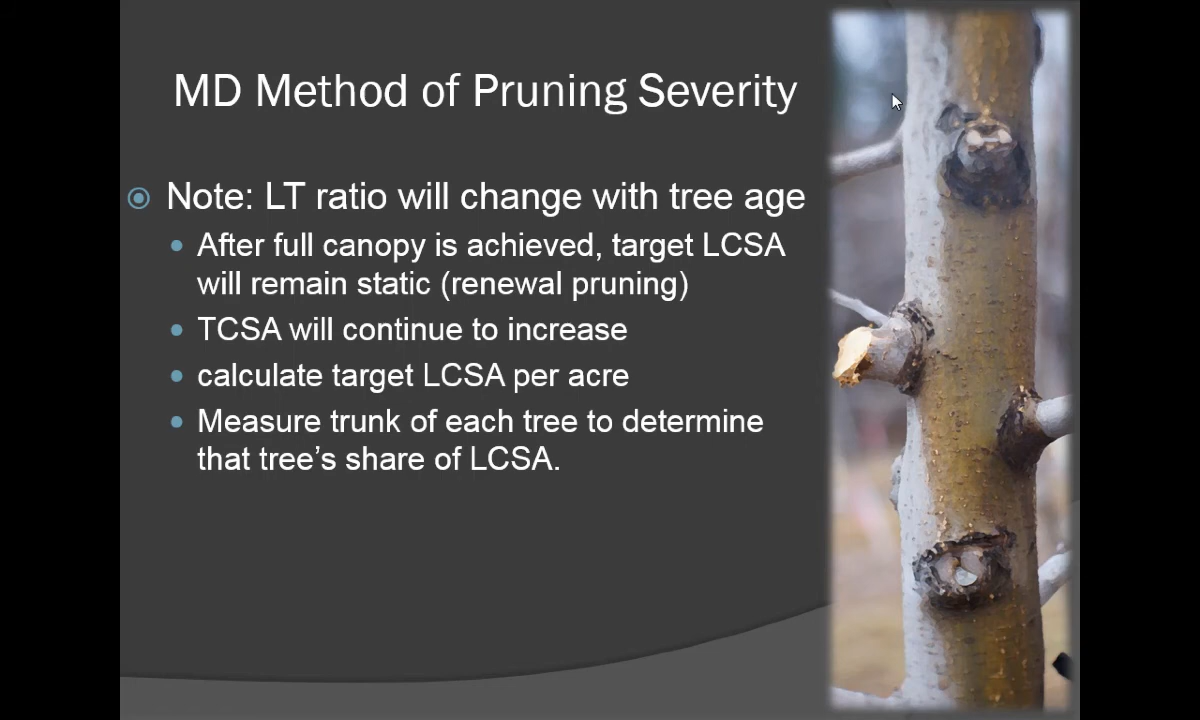 MD Method of Pruning Severity
Note: LT ratio will change with tree age
After full canopy is achieved, target LCSA
will remain static (renewal pruning)
TCSA will continue to increase
calculate target LCSA per acre
Measure trunk of each tree to determine
that tree’s share of LCSA.